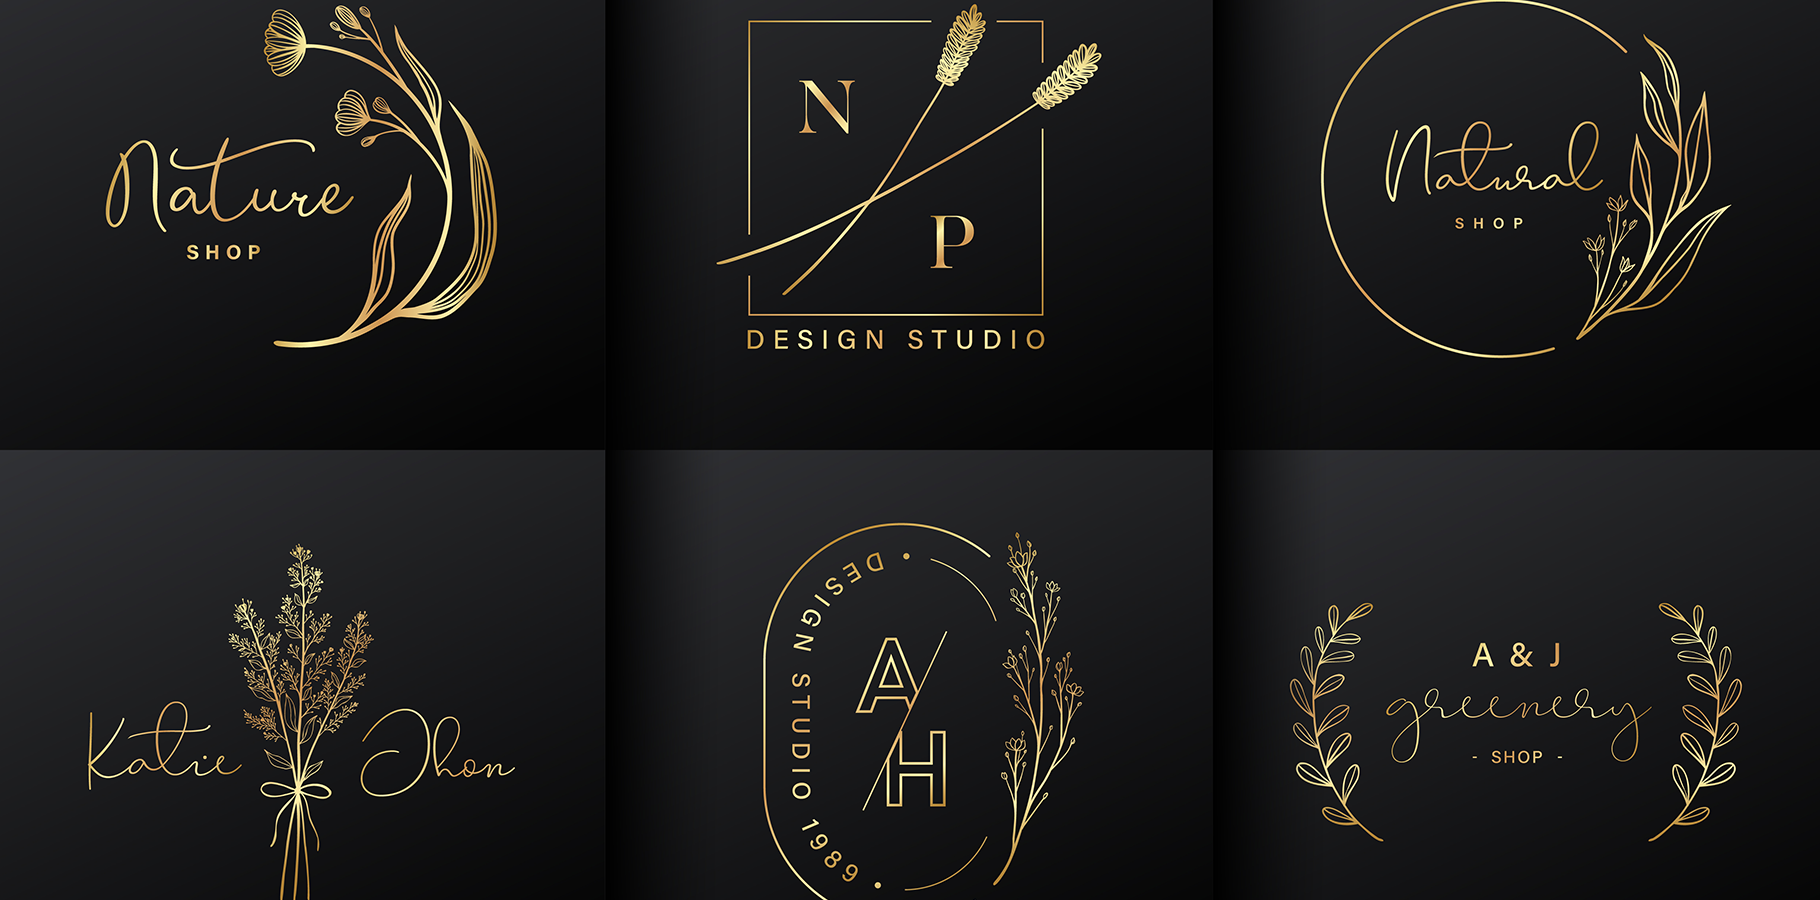 Nature
SHOP
N
P
DESIGN STUDIO
Natural
SHOP
Katie Jhon
DESIGN STUDIO 1989
A
H
A & J
greenery
- SHOP -